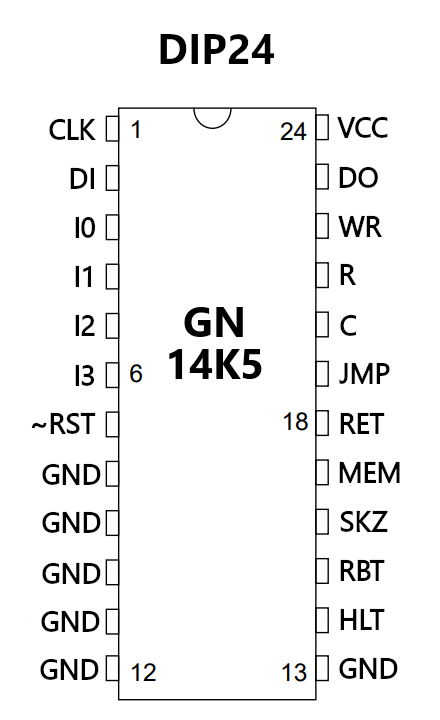 DIP24
CLK 1 24 VCC
DI DO
I0 WR
I1 R
I2 GN C
14K5
I3 6 JMP
~RST 18 RET
GND MEM
GND SKZ
GND RBT
GND HLT
GND 12 13 GND